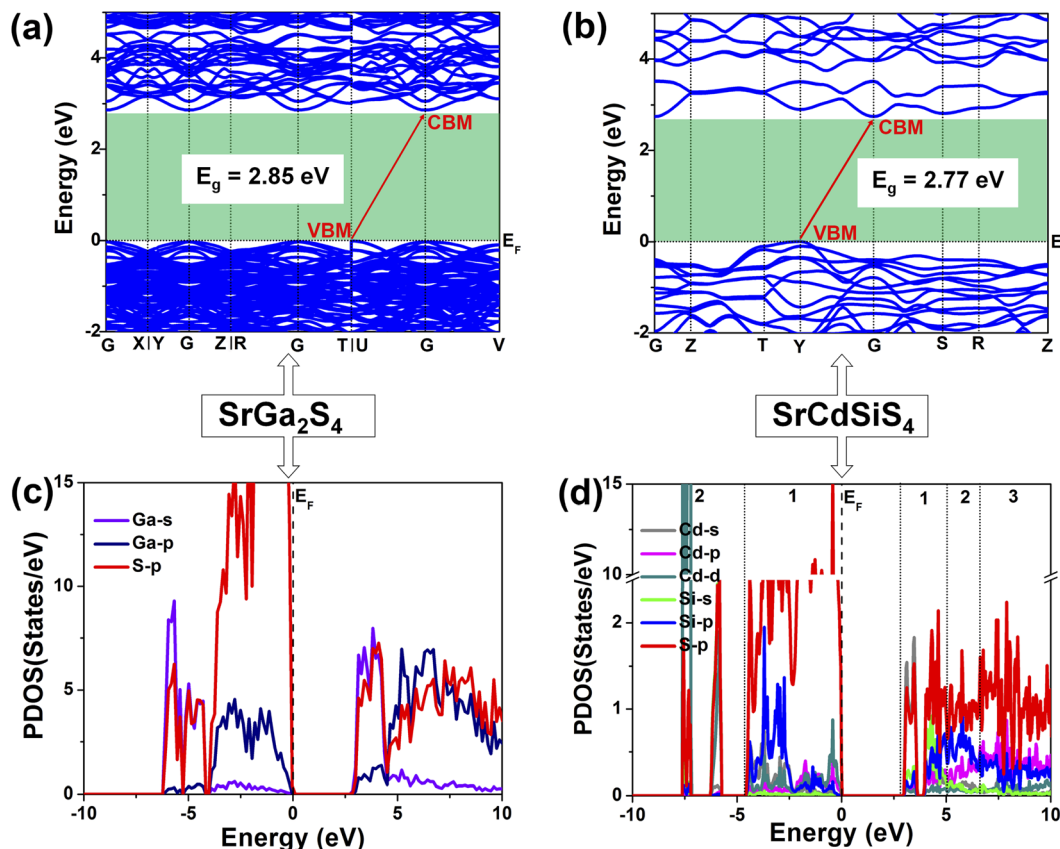 (a)
Energy (eV)
4
2
0
-2
CBM
E_g = 2.85 eV
VBM
E_F
G X|Y G Z|R G T|U G V
(b)
Energy (eV)
4
2
0
-2
CBM
E_g = 2.77 eV
VBM
E
G Z T Y G S R Z
SrGa₂S₄
SrCdSiS₄
(c)
PDOS(States/eV)
15
10
5
0
E_F
Ga-s
Ga-p
S-p
-10 -5 0 5 10
Energy (eV)
(d)
PDOS(States/eV)
15
10
2
1
0
2 1 E_F 1 2 3
Cd-s
Cd-p
Cd-d
Si-s
Si-p
S-p
-10 -5 0 5 10
Energy (eV)